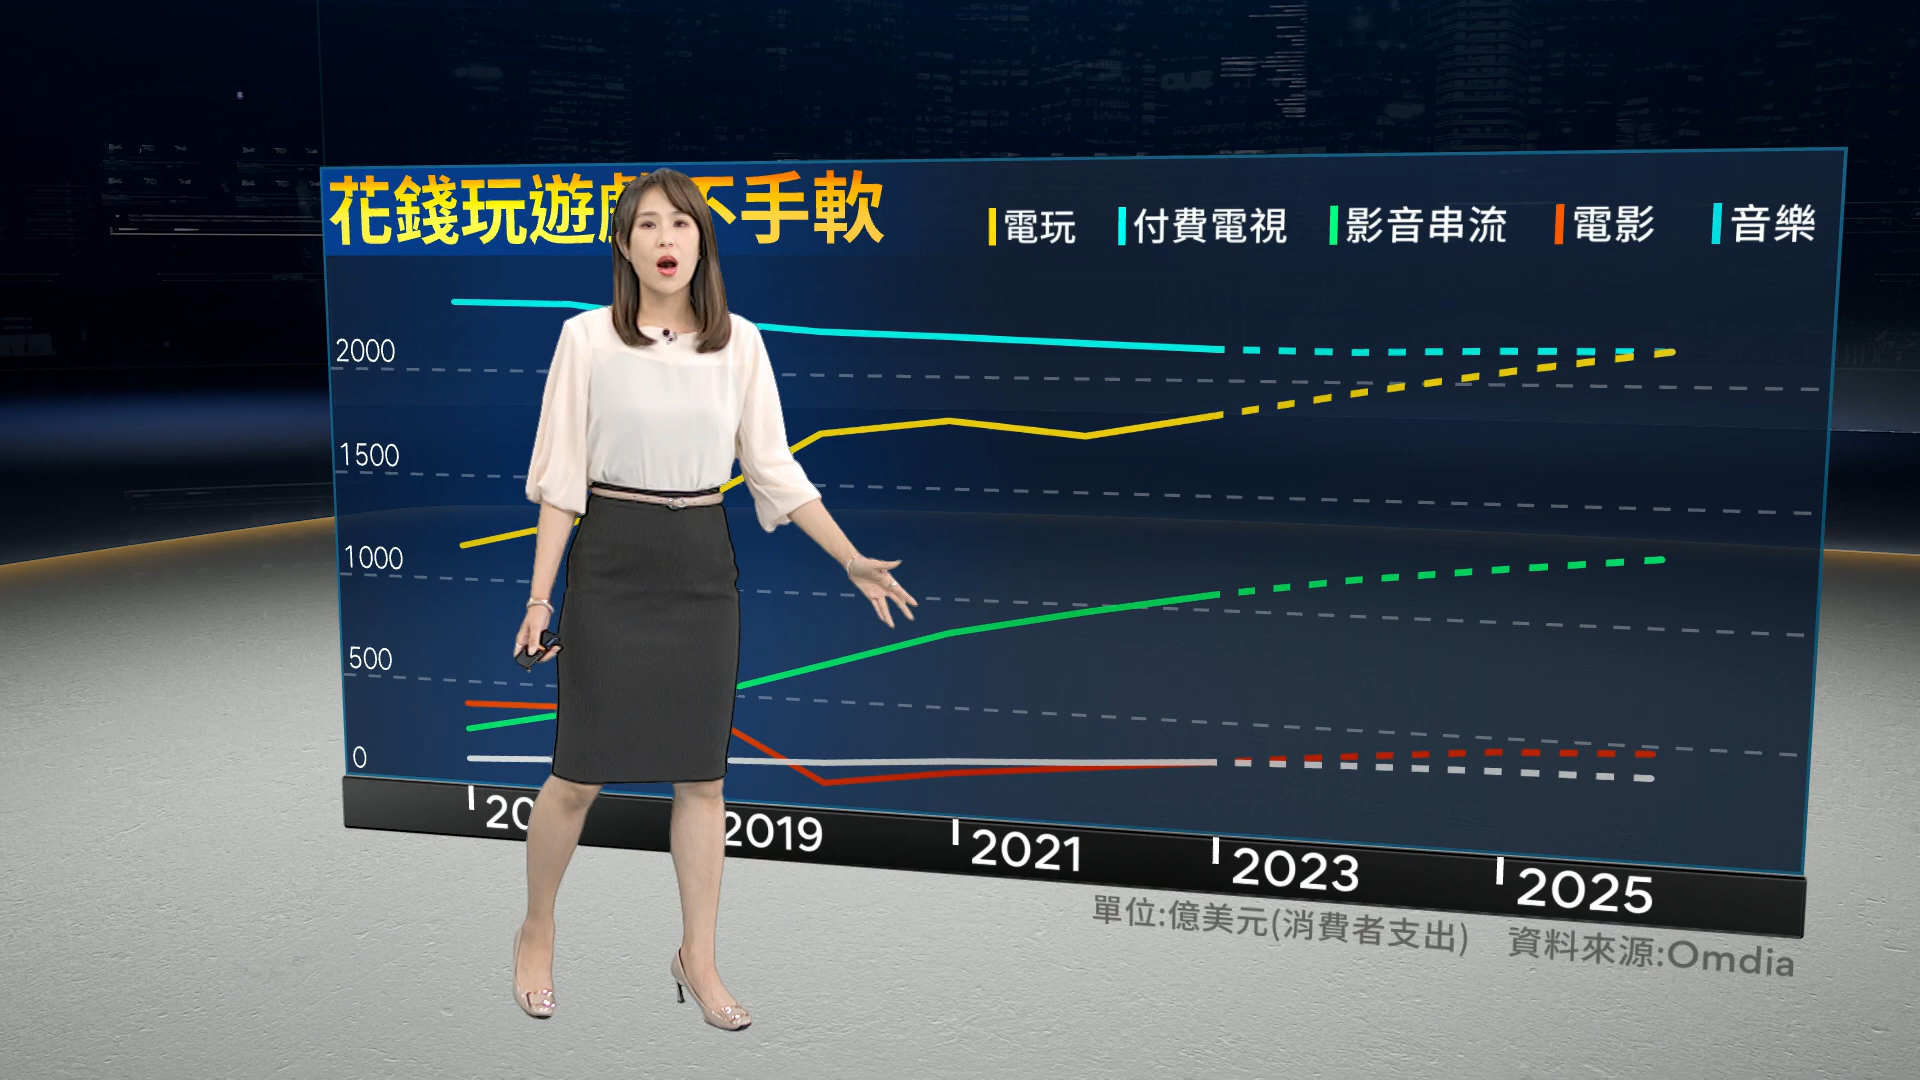 花錢玩遊 不手軟
電玩 付費電視 影音串流 電影 音樂
2000
1500
1000
500
0
20 2019 2021 2023 2025
單位:億美元(消費者支出) 資料來源:Omdia